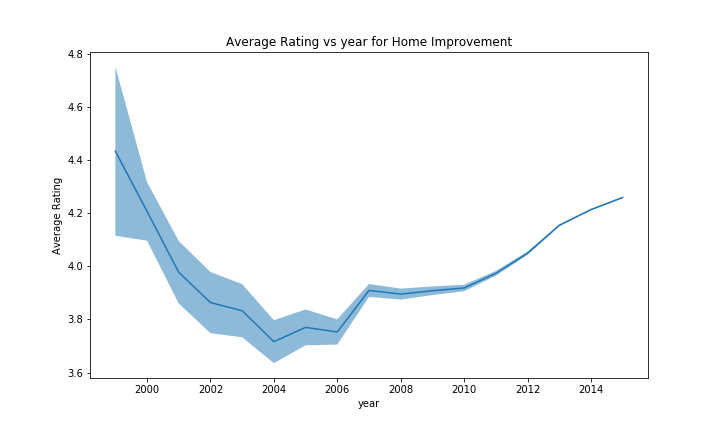 Average Rating vs year for Home Improvement
Average Rating
4.8
4.6
4.4
4.2
4.0
3.8
3.6
2000 2002 2004 2006 2008 2010 2012 2014
year